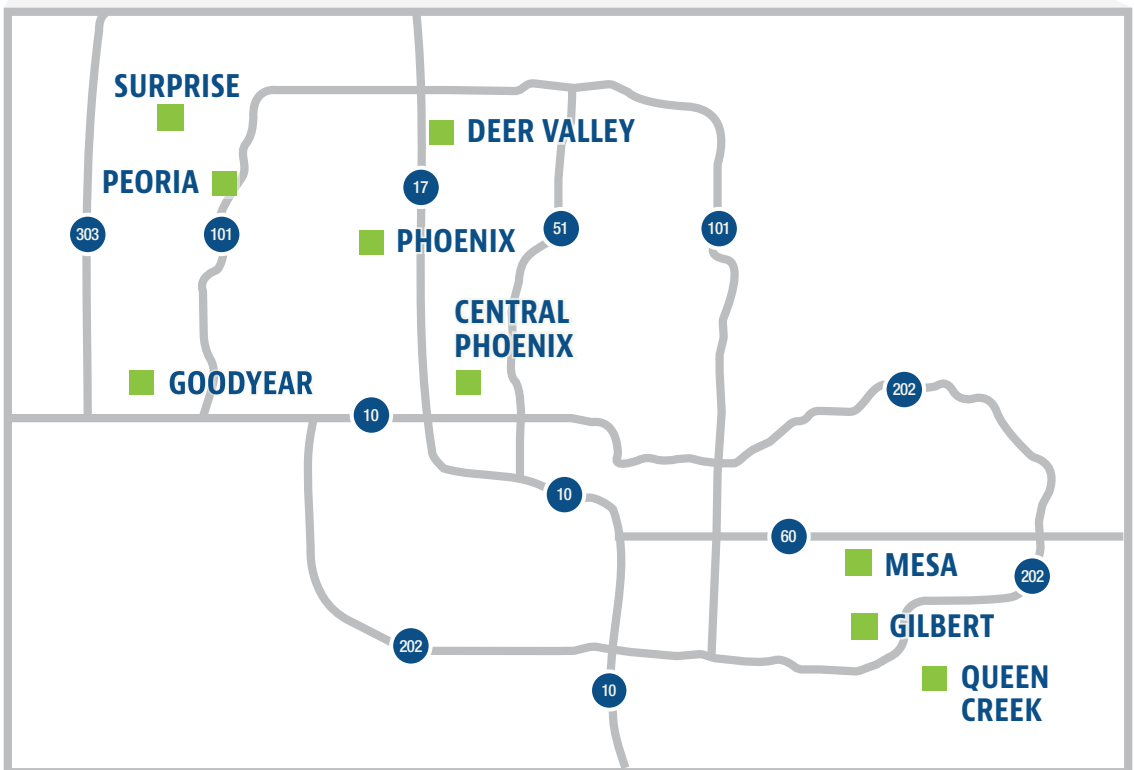 SURPRISE
DEER VALLEY
PEORIA
17
303
101
PHOENIX
51
101
CENTRAL
PHOENIX
GOODYEAR
10
202
10
60
MESA
202
GILBERT
202
QUEEN
CREEK
10